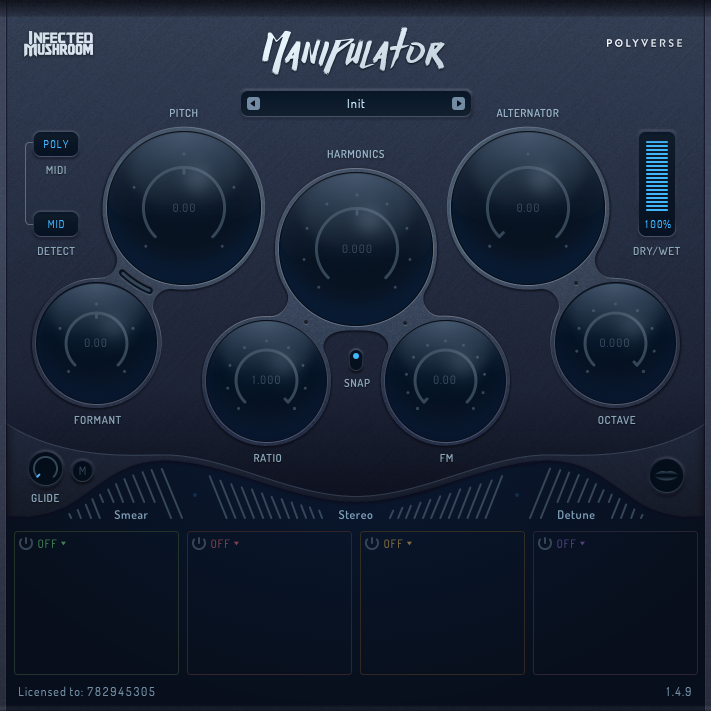 INFECTED
MUSHROOM
MANIPULATOR
POLYVERSE
Init
PITCH
ALTERNATOR
HARMONICS
POLY
MIDI
MID
DETECT
0.00
0.000
0.00
100%
DRY/WET
0.00
1.000
0.00
0.000
SNAP
FORMANT
OCTAVE
RATIO
FM
M
GLIDE
Smear
Stereo
Detune
OFF
OFF
OFF
OFF
Licensed to: 782945305
1.4.9